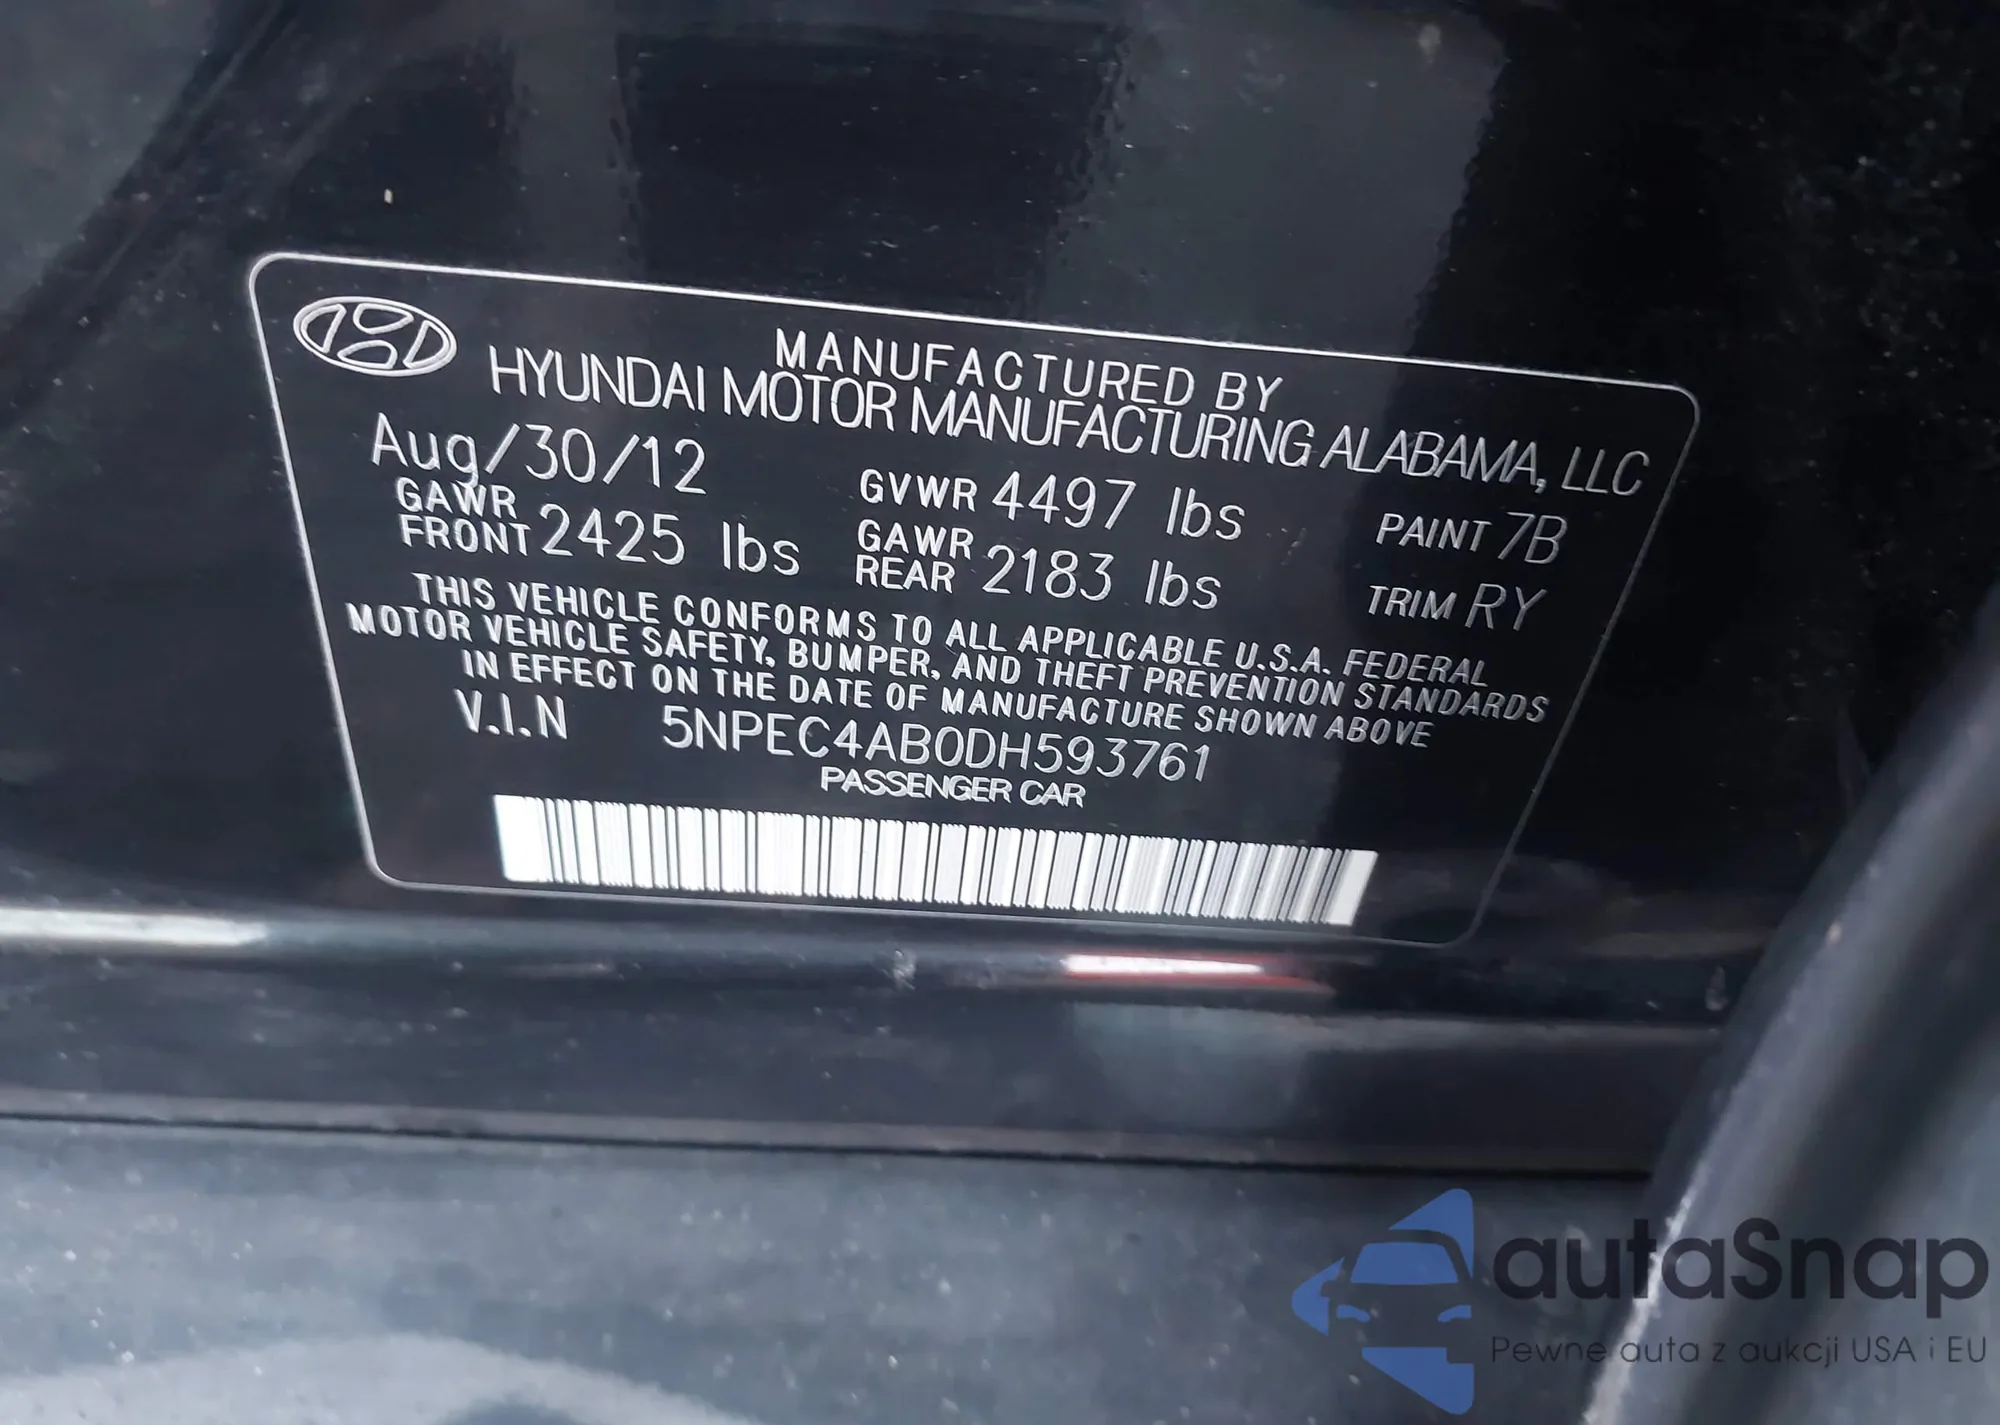 MANUFACTURED BY
HYUNDAI MOTOR MANUFACTURING ALABAMA, LLC
Aug/30/12 GVWR 4497 lbs PAINT 7B
GAWR FRONT 2425 lbs GAWR REAR 2183 lbs TRIM RY
THIS VEHICLE CONFORMS TO ALL APPLICABLE U.S.A. FEDERAL
MOTOR VEHICLE SAFETY, BUMPER, AND THEFT PREVENTION STANDARDS
IN EFFECT ON THE DATE OF MANUFACTURE SHOWN ABOVE
V.I.N 5NPEC4AB0DH593761
PASSENGER CAR
autaSnap
Pewne auta z aukcji USA i EU